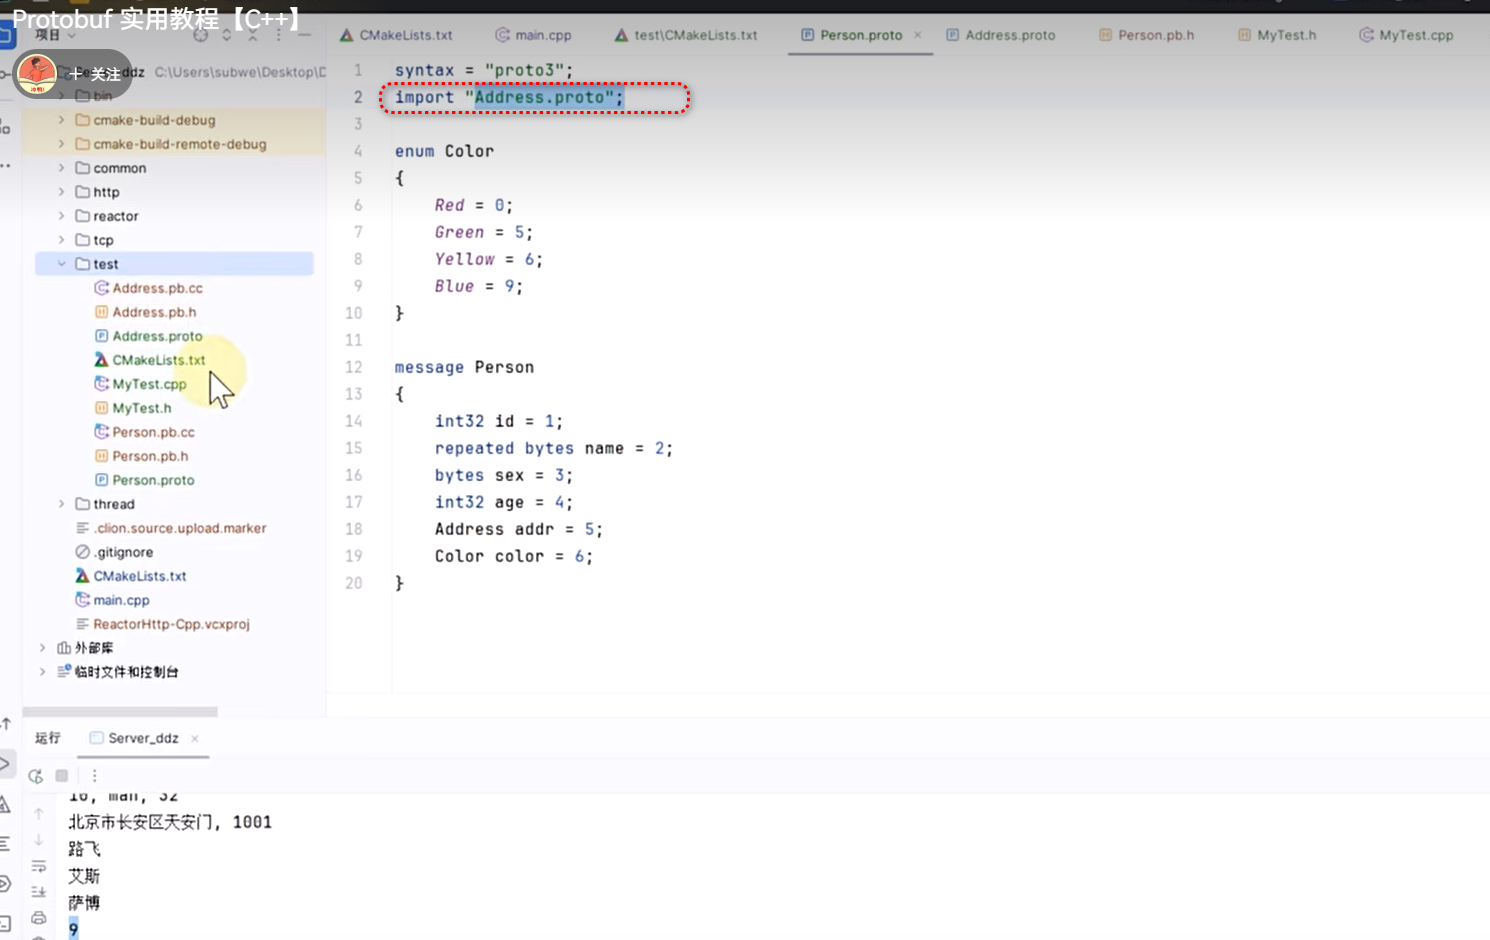 Protobuf 实用教程【C++】
项目
CMakeLists.txt
main.cpp
test\CMakeLists.txt
Person.proto
Address.proto
Person.pb.h
MyTest.h
MyTest.cpp
+ 关注
ddz C:\Users\subwe\Desktop\D
bin
cmake-build-debug
cmake-build-remote-debug
common
http
reactor
tcp
test
Address.pb.cc
Address.pb.h
Address.proto
CMakeLists.txt
MyTest.cpp
MyTest.h
Person.pb.cc
Person.pb.h
Person.proto
thread
.clion.source.upload.marker
.gitignore
CMakeLists.txt
main.cpp
ReactorHttp-Cpp.vcxproj
外部库
临时文件和控制台
1 syntax = "proto3";
2 import "Address.proto";
3
4 enum Color
5 {
6 Red = 0;
7 Green = 5;
8 Yellow = 6;
9 Blue = 9;
10 }
11
12 message Person
13 {
14 int32 id = 1;
15 repeated bytes name = 2;
16 bytes sex = 3;
17 int32 age = 4;
18 Address addr = 5;
19 Color color = 6;
20 }
运行
Server_ddz
10, man, 32
北京市长安区天安门, 1001
路飞
艾斯
萨博
9